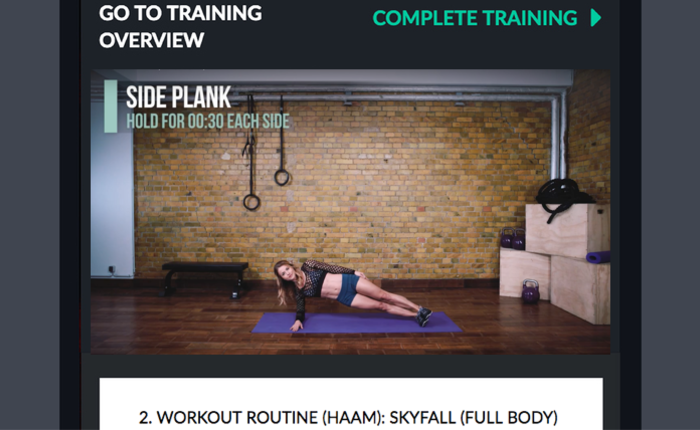 GO TO TRAINING
OVERVIEW
COMPLETE TRAINING
SIDE PLANK
HOLD FOR 00:30 EACH SIDE
2. WORKOUT ROUTINE (HAAM): SKYFALL (FULL BODY)